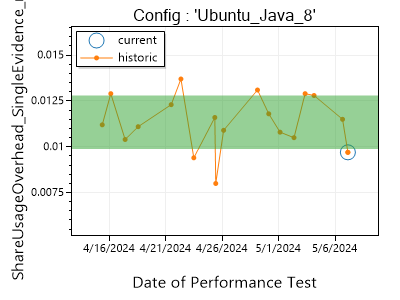 Config : 'Ubuntu_Java_8'
current
historic
ShareUsageOverhead_SingleEvidence_
0.015
0.0125
0.01
0.0075
4/16/2024
4/21/2024
4/26/2024
5/1/2024
5/6/2024
Date of Performance Test